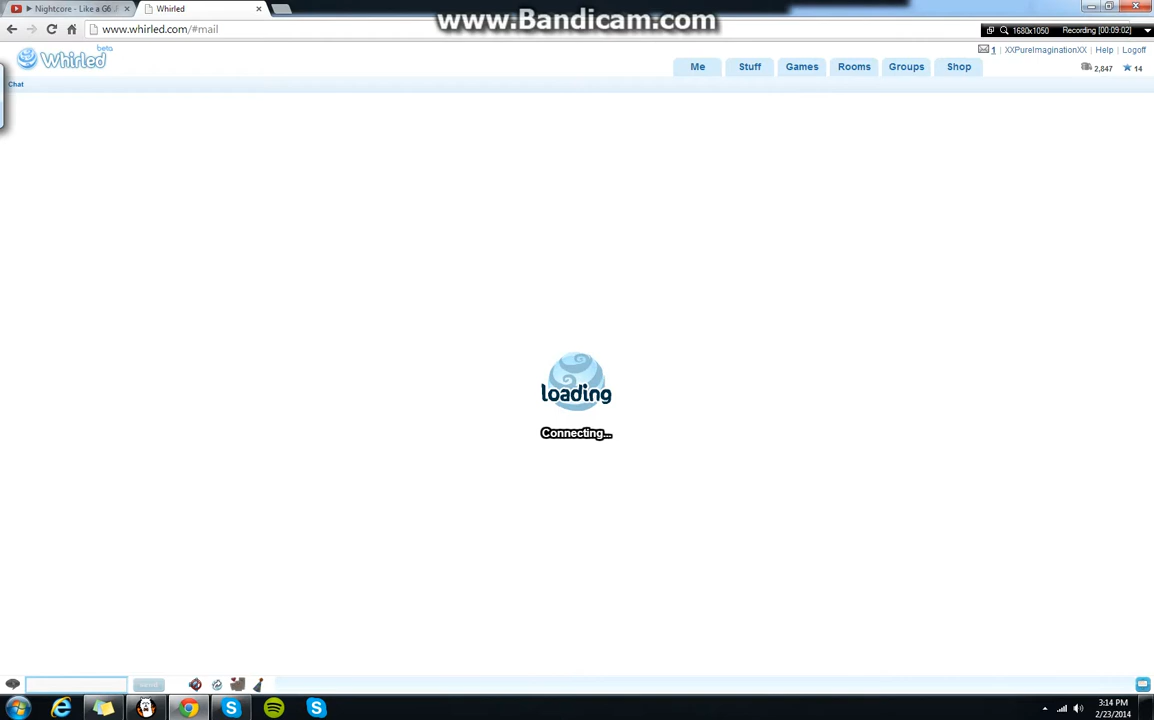 Nightcore - Like a G6
Whirled
www.Bandicam.com
www.whirled.com/#mail
1680x1050
Recording [00:09:02]
beta
Whirled
1 | XXPureImaginationXX | Help | Logoff
Me
Stuff
Games
Rooms
Groups
Shop
2,847
14
Chat
loading
Connecting...
3:14 PM
2/23/2014